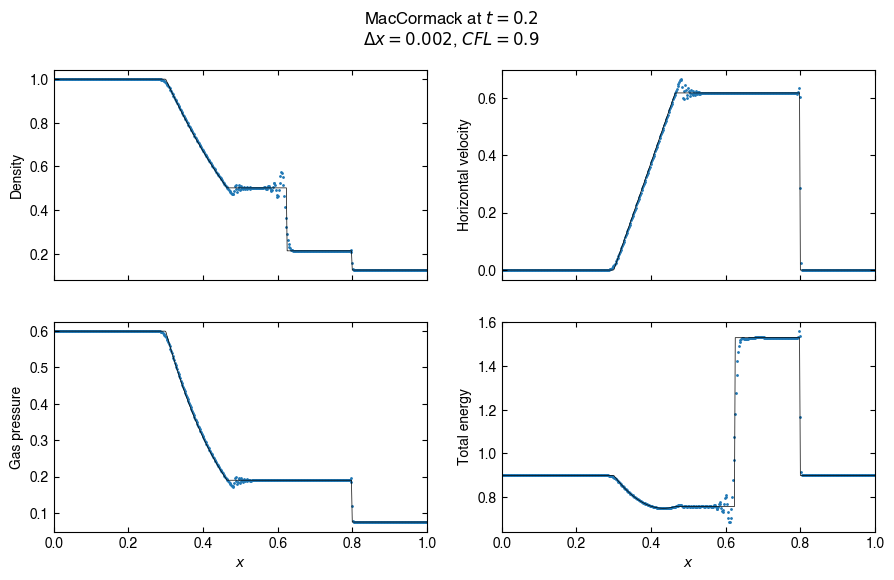 MacCormack at t = 0.2
Δx = 0.002, CFL = 0.9
Density
1.0
0.8
0.6
0.4
0.2
Horizontal velocity
0.6
0.4
0.2
0.0
Gas pressure
0.6
0.5
0.4
0.3
0.2
0.1
0.0 0.2 0.4 0.6 0.8 1.0
x
Total energy
1.6
1.4
1.2
1.0
0.8
0.0 0.2 0.4 0.6 0.8 1.0
x